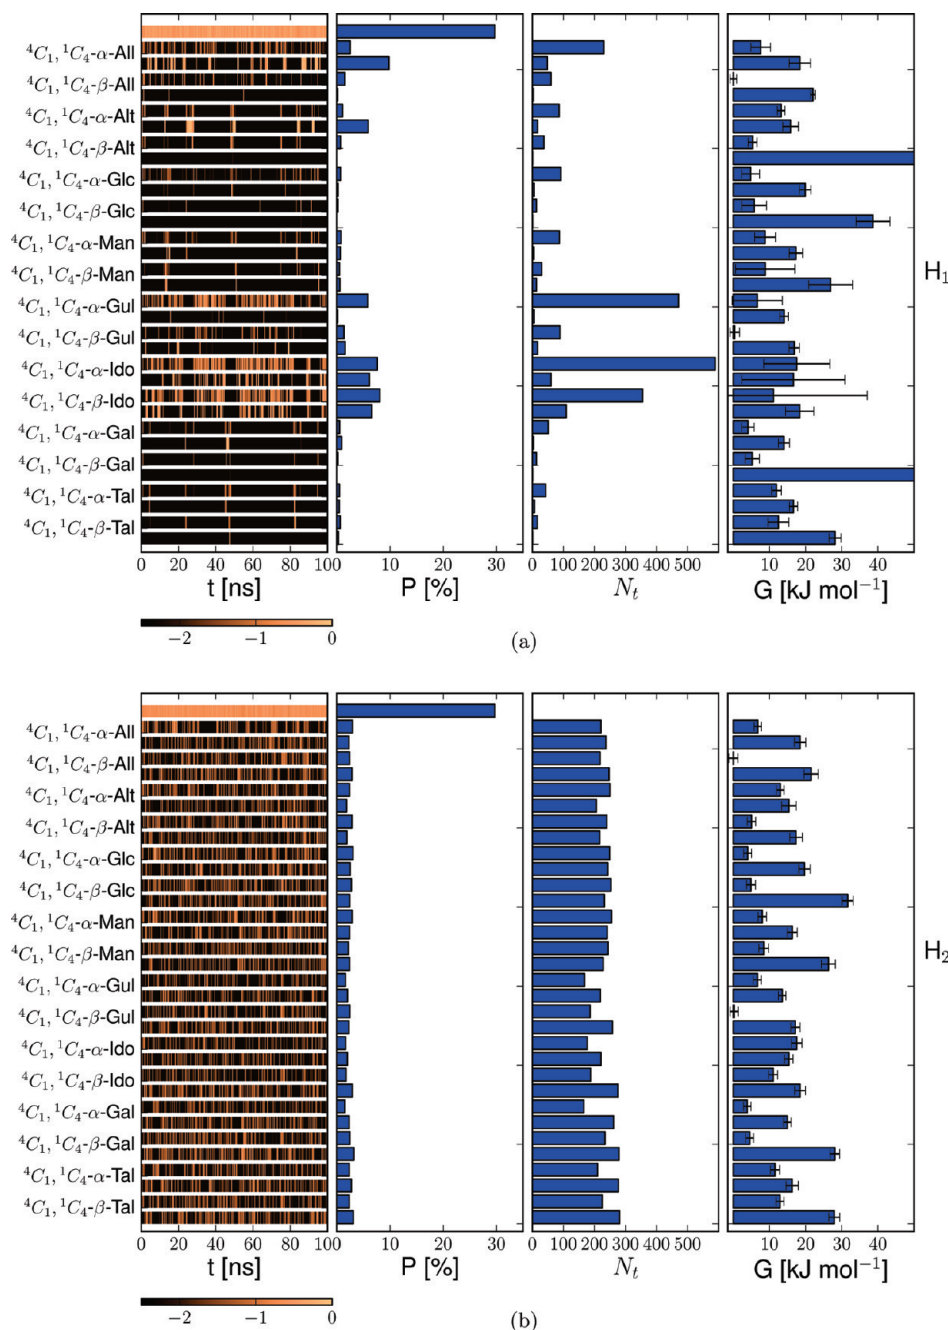 ⁴C₁, ¹C₄-α-All
⁴C₁, ¹C₄-β-All
⁴C₁, ¹C₄-α-Alt
⁴C₁, ¹C₄-β-Alt
⁴C₁, ¹C₄-α-Glc
⁴C₁, ¹C₄-β-Glc
⁴C₁, ¹C₄-α-Man
⁴C₁, ¹C₄-β-Man
⁴C₁, ¹C₄-α-Gul
⁴C₁, ¹C₄-β-Gul
⁴C₁, ¹C₄-α-Ido
⁴C₁, ¹C₄-β-Ido
⁴C₁, ¹C₄-α-Gal
⁴C₁, ¹C₄-β-Gal
⁴C₁, ¹C₄-α-Tal
⁴C₁, ¹C₄-β-Tal
H₁
0 20 40 60 80 100 0 10 20 30 0 100 200 300 400 500 10 20 30 40
t [ns] P [%] Nₜ G [kJ mol⁻¹]
−2 −1 0
(a)
⁴C₁, ¹C₄-α-All
⁴C₁, ¹C₄-β-All
⁴C₁, ¹C₄-α-Alt
⁴C₁, ¹C₄-β-Alt
⁴C₁, ¹C₄-α-Glc
⁴C₁, ¹C₄-β-Glc
⁴C₁, ¹C₄-α-Man
⁴C₁, ¹C₄-β-Man
⁴C₁, ¹C₄-α-Gul
⁴C₁, ¹C₄-β-Gul
⁴C₁, ¹C₄-α-Ido
⁴C₁, ¹C₄-β-Ido
⁴C₁, ¹C₄-α-Gal
⁴C₁, ¹C₄-β-Gal
⁴C₁, ¹C₄-α-Tal
⁴C₁, ¹C₄-β-Tal
H₂
0 20 40 60 80 100 0 10 20 30 0 100 200 300 400 500 10 20 30 40
t [ns] P [%] Nₜ G [kJ mol⁻¹]
−2 −1 0
(b)